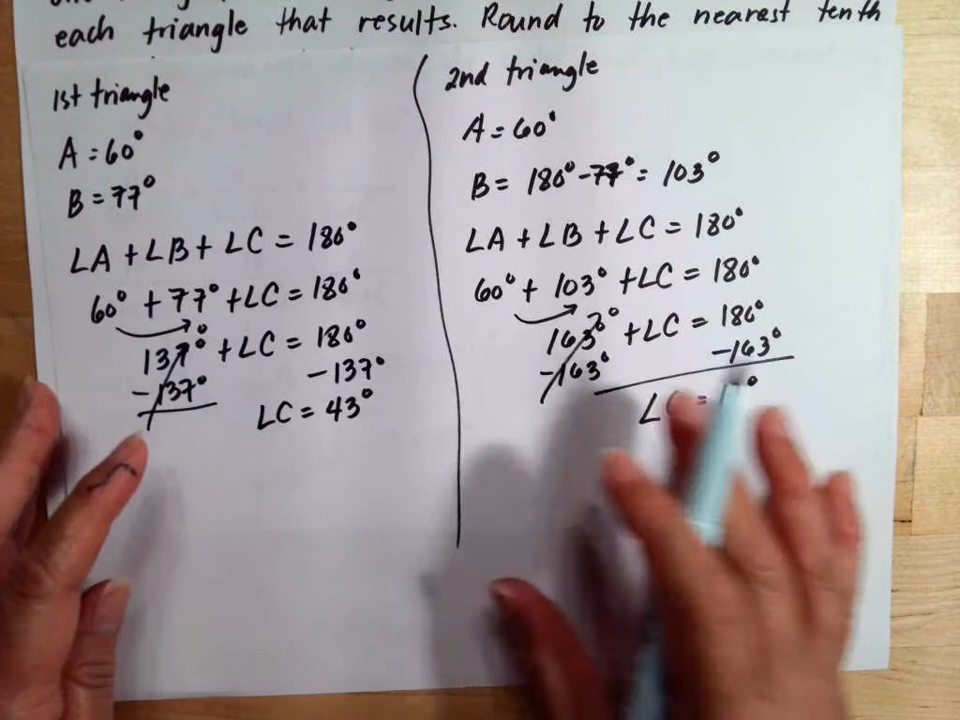 each triangle that results. Round to the nearest tenth
1st triangle
A = 60°
B = 77°
∠A + ∠B + ∠C = 180°
60° + 77° + ∠C = 180°
137° + ∠C = 180°
-137° -137°
∠C = 43°
2nd triangle
A = 60°
B = 180° - 77° = 103°
∠A + ∠B + ∠C = 180°
60° + 103° + ∠C = 180°
163° + ∠C = 180°
-163° -163°
∠C =